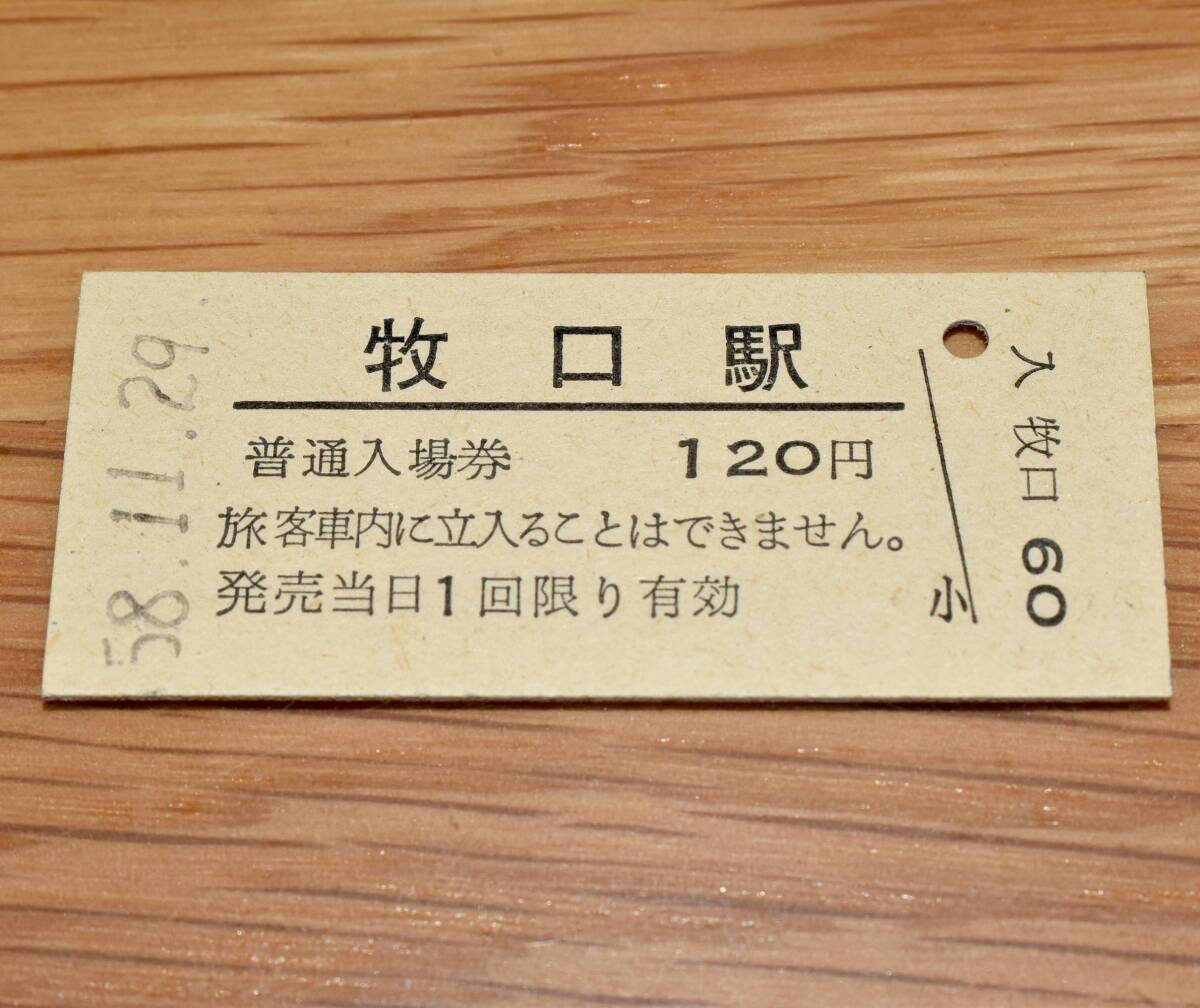 58.11.29
牧口駅
普通入場券 120円
旅客車内に立入ることはできません。
発売当日1回限り有効
小
入 牧口 60